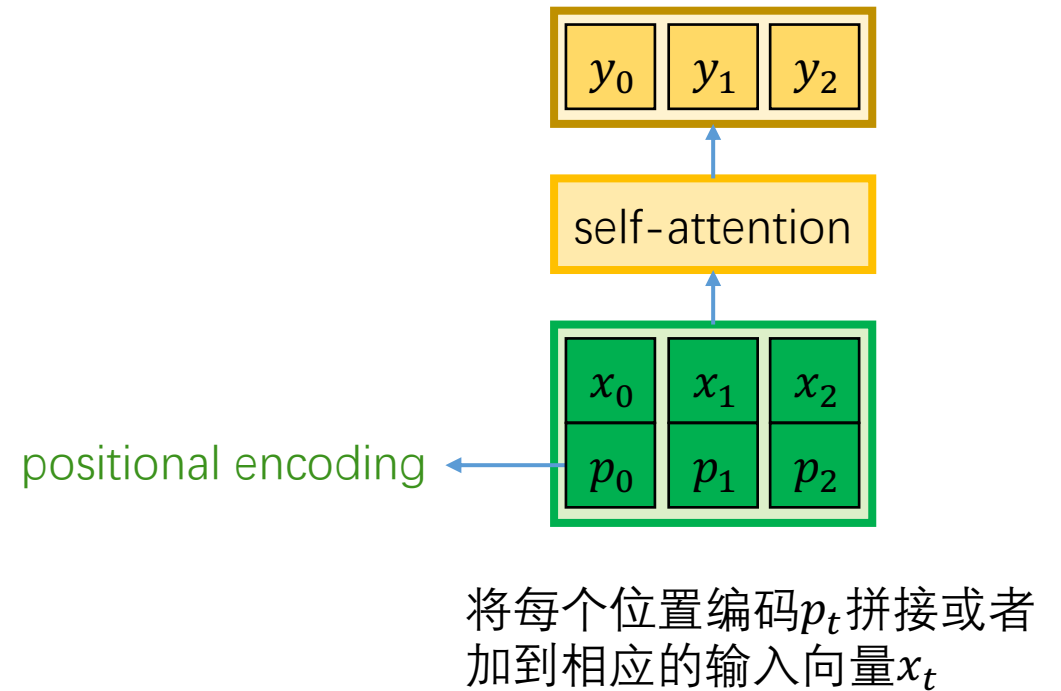 y₀ y₁ y₂
self-attention
x₀ x₁ x₂
positional encoding p₀ p₁ p₂
将每个位置编码pₜ拼接或者
加到相应的输入向量xₜ